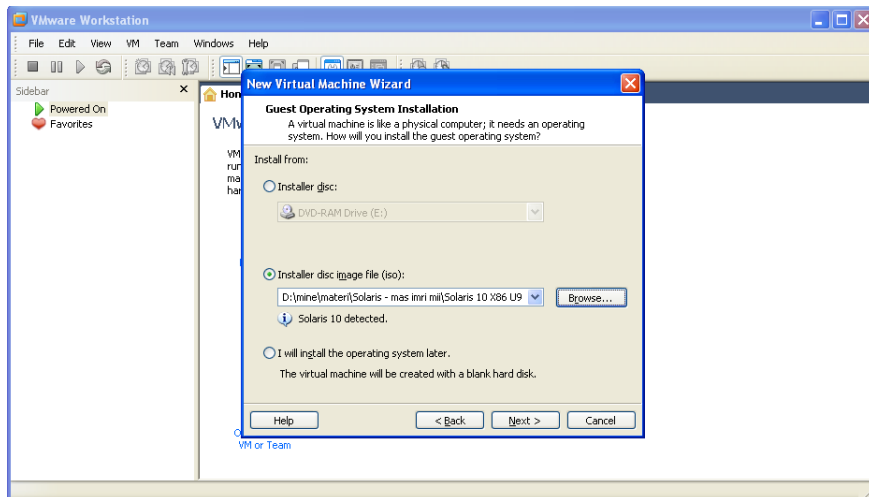 VMware Workstation
File Edit View VM Team Windows Help
Sidebar
Powered On
Favorites
New Virtual Machine Wizard
Guest Operating System Installation
A virtual machine is like a physical computer; it needs an operating
system. How will you install the guest operating system?
Install from:
Installer disc:
DVD-RAM Drive (E:)
Installer disc image file (iso):
D:\mine\materi\Solaris - mas imri mii\Solaris 10 X86 U9
Browse...
Solaris 10 detected.
I will install the operating system later.
The virtual machine will be created with a blank hard disk.
Help
< Back
Next >
Cancel
VM or Team